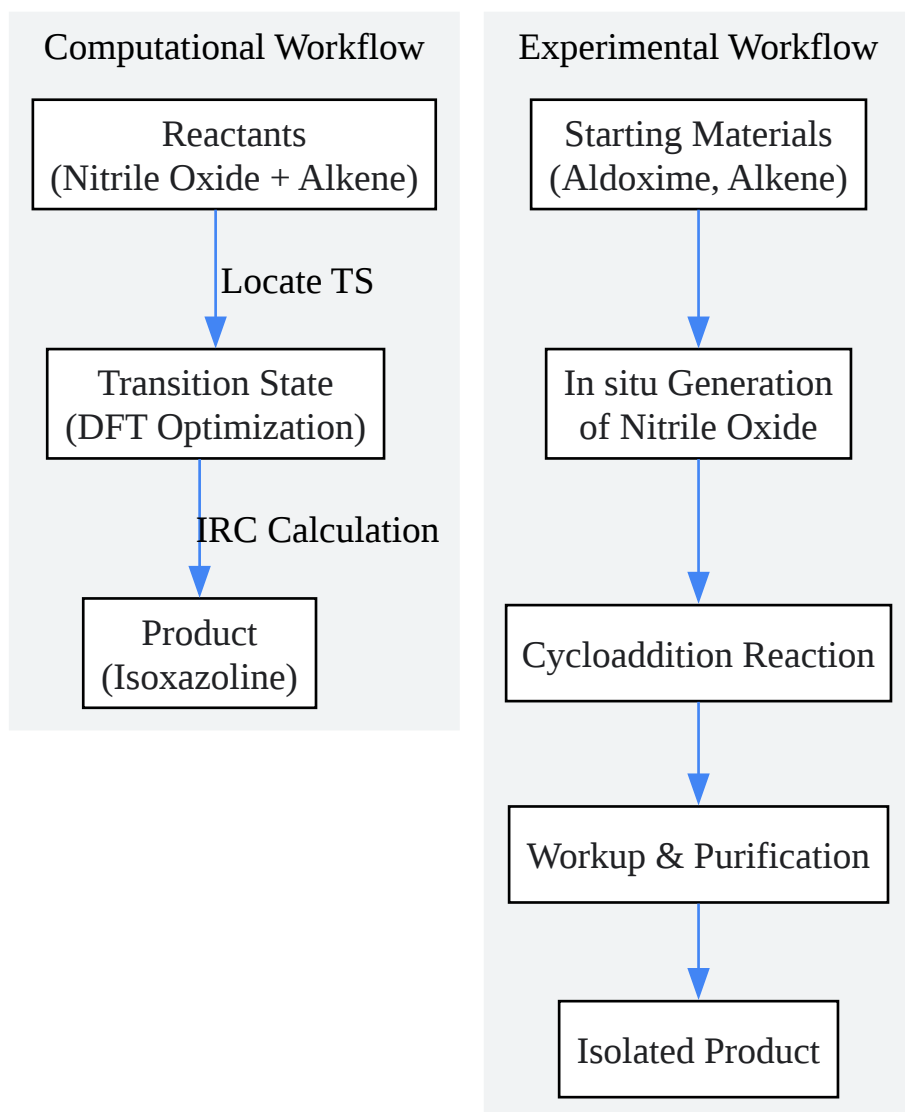 Computational Workflow
Reactants
(Nitrile Oxide + Alkene)
Locate TS
Transition State
(DFT Optimization)
IRC Calculation
Product
(Isoxazoline)
Experimental Workflow
Starting Materials
(Aldoxime, Alkene)
In situ Generation
of Nitrile Oxide
Cycloaddition Reaction
Workup & Purification
Isolated Product